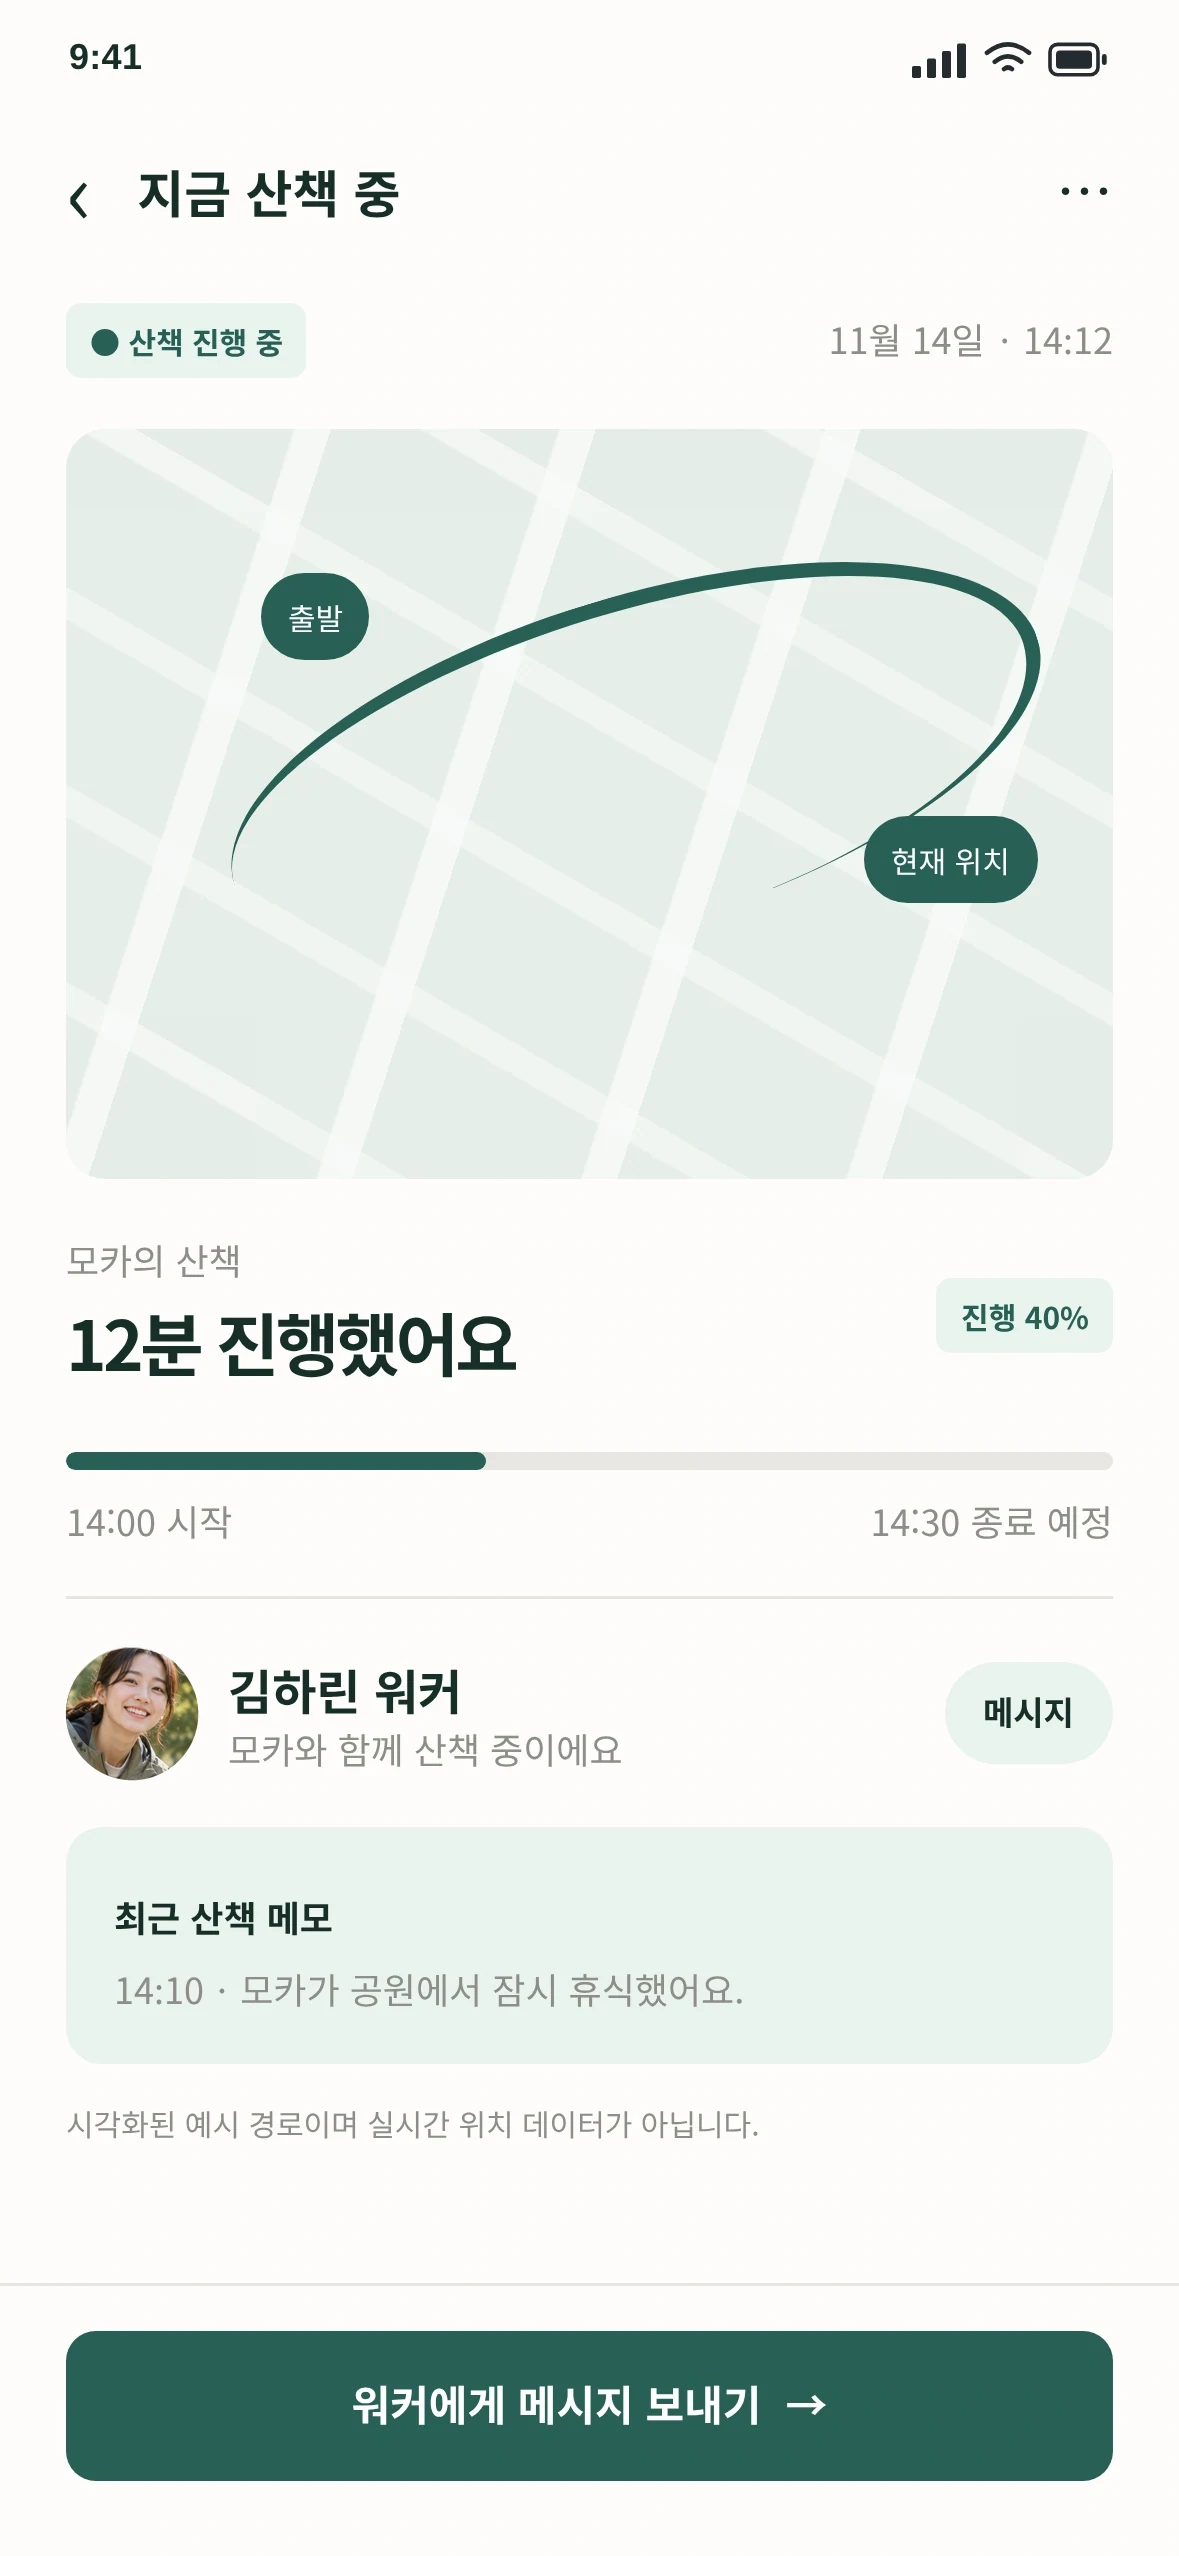 9:41
지금 산책 중
산책 진행 중
11월 14일 · 14:12
출발
현재 위치
모카의 산책
12분 진행했어요
진행 40%
14:00 시작
14:30 종료 예정
김하린 워커
모카와 함께 산책 중이에요
메시지
최근 산책 메모
14:10 · 모카가 공원에서 잠시 휴식했어요.
시각화된 예시 경로이며 실시간 위치 데이터가 아닙니다.
워커에게 메시지 보내기 →